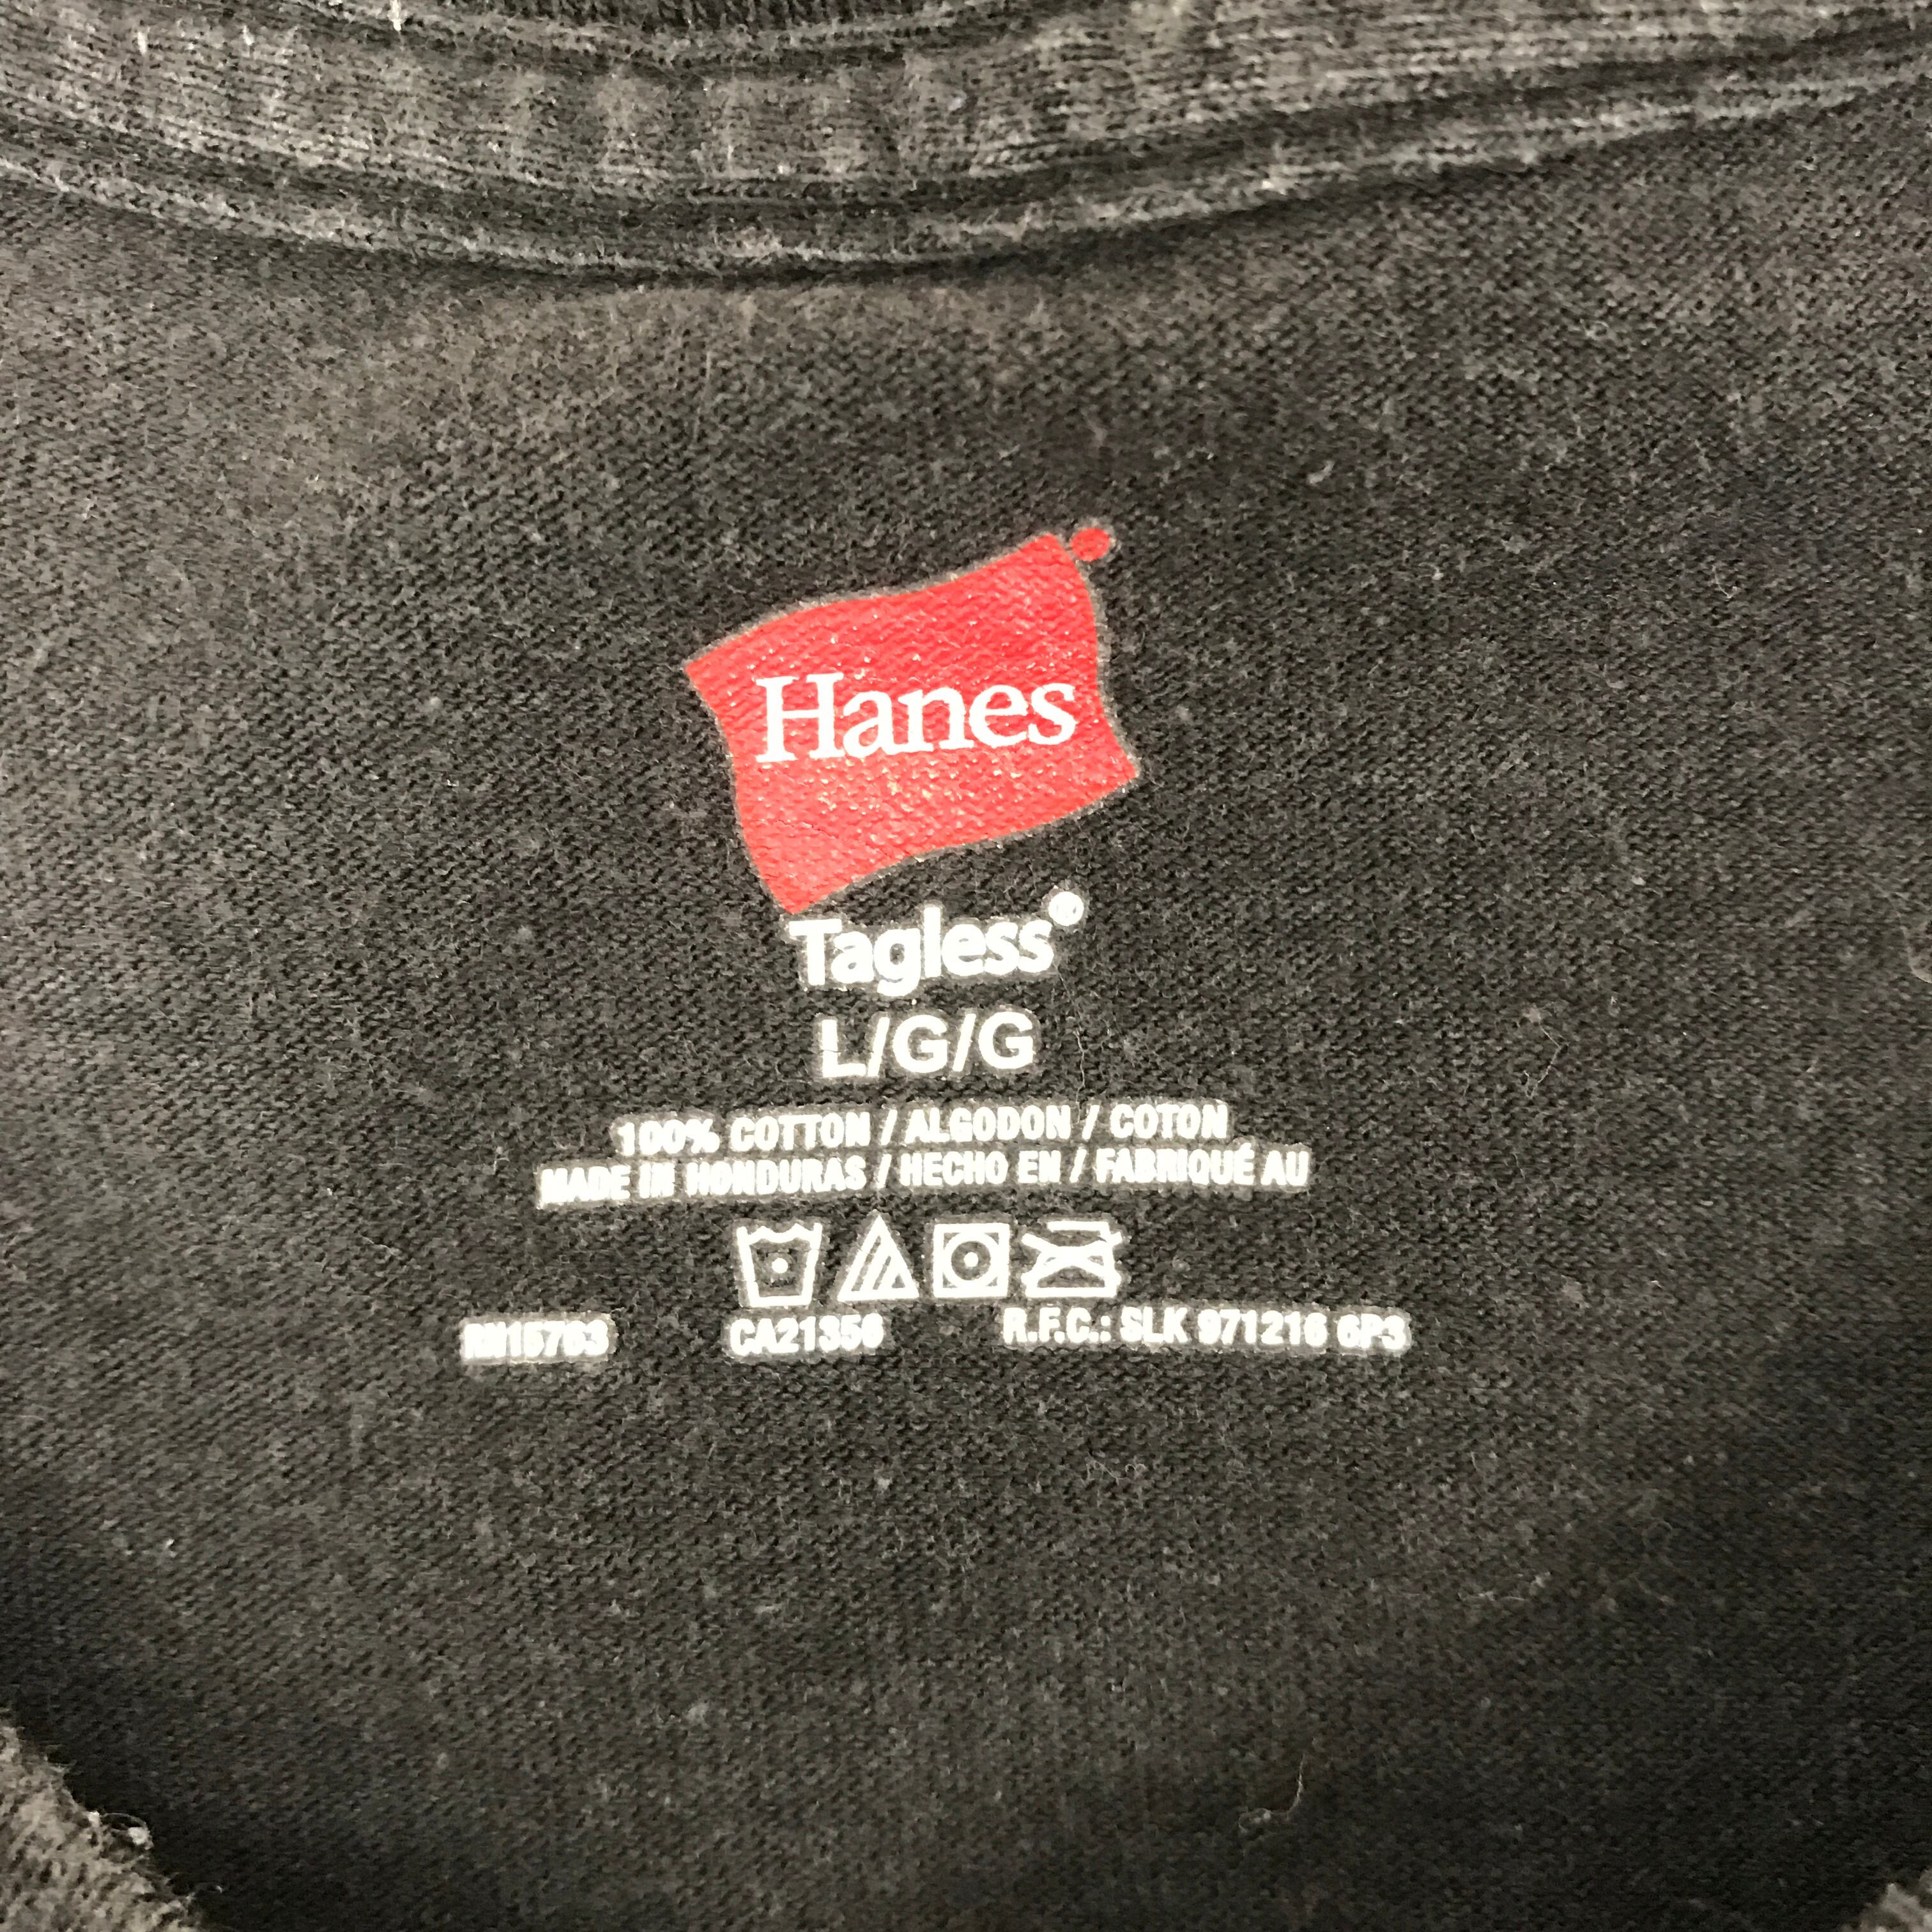 Hanes
Tagless®
L/G/G
100% COTTON / ALGODON / COTON
MADE IN HONDURAS / HECHO EN / FABRIQUÉ AU
RN15763 CA21356 R.F.C.: SLK 971216 6P3